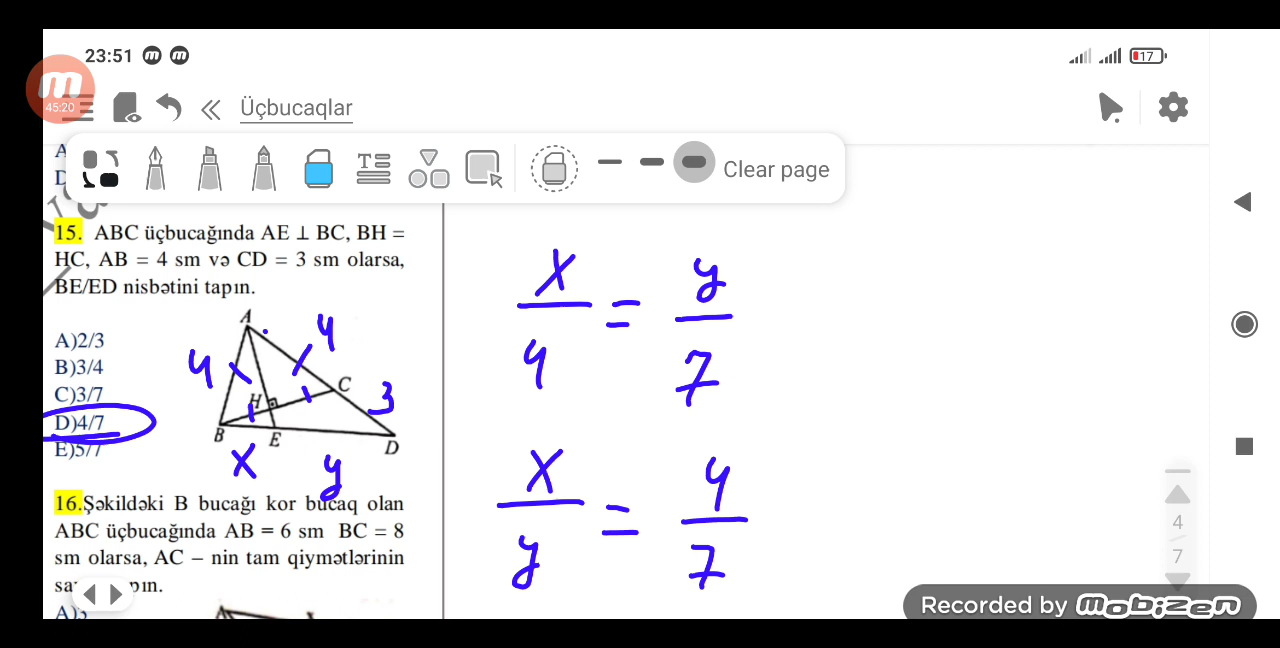 23:51
17
45:20
Üçbucaqlar
Clear page
A
D
15. ABC üçbucağında AE ⊥ BC, BH =
HC, AB = 4 sm və CD = 3 sm olarsa,
BE/ED nisbətini tapın.
A)2/3
B)3/4
C)3/7
D)4/7
E)5/7
A
4
4
C
3
H
B
E
D
x
y
16.Şəkildəki B bucağı kor bucaq olan
ABC üçbucağında AB = 6 sm BC = 8
sm olarsa, AC – nin tam qiymətlərinin
pın.
x/4 = y/7
x/y = 4/7
4
7
Recorded by mobizen